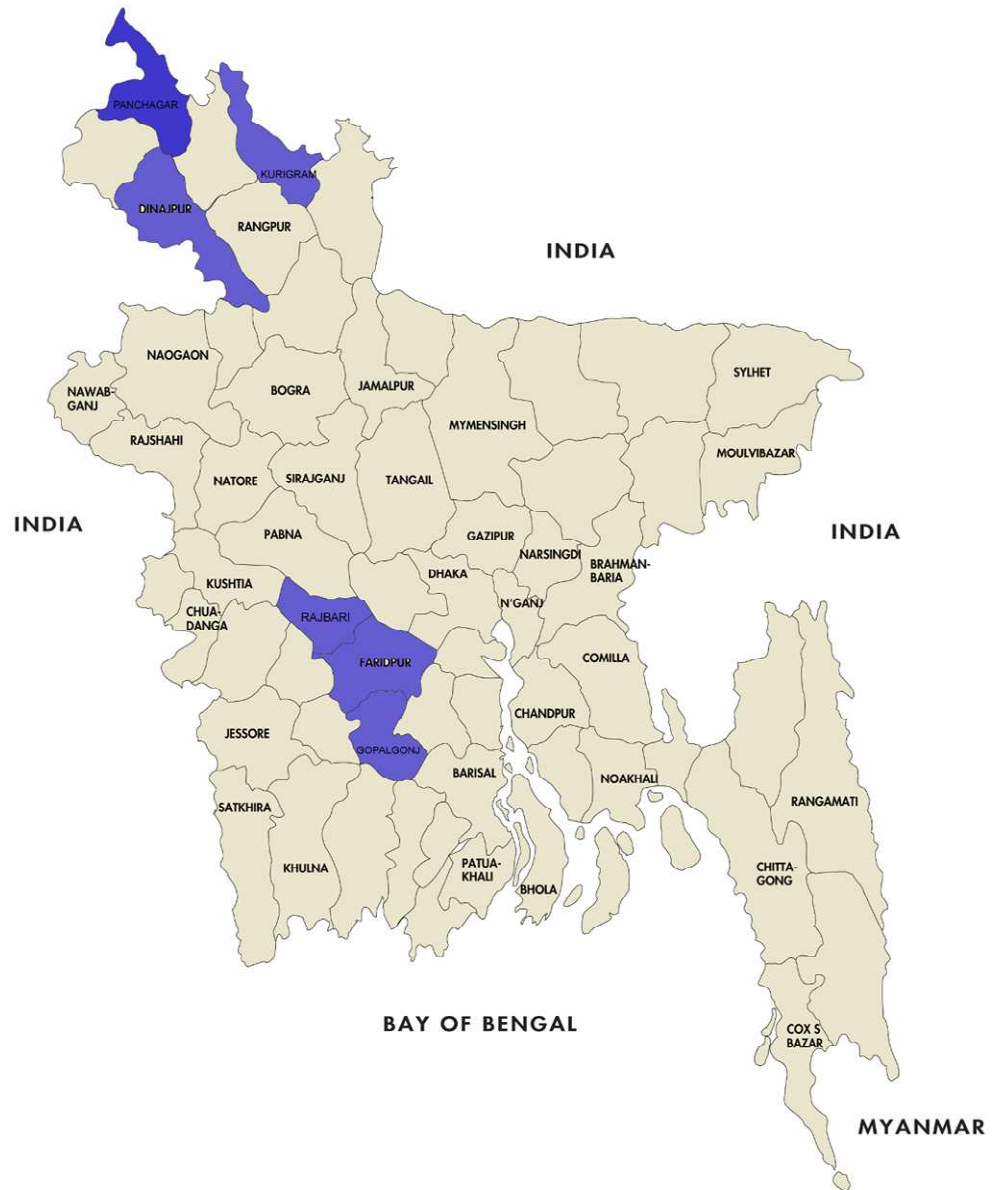 PANCHAGAR
KURIGRAM
DINAJPUR
RANGPUR
INDIA
NAOGAON
SYLHET
NAWAB-
GANJ
BOGRA
JAMALPUR
MYMENSINGH
RAJSHAHI
MOULVIBAZAR
NATORE
SIRAJGANJ
TANGAIL
INDIA
INDIA
PABNA
GAZIPUR
NARSINGDI
BRAHMAN-
BARIA
DHAKA
KUSHTIA
N'GANJ
CHUA-
DANGA
RAJBARI
FARIDPUR
COMILLA
CHANDPUR
JESSORE
GOPALGONJ
BARISAL
NOAKHALI
RANGAMATI
SATKHIRA
KHULNA
PATUA-
KHALI
CHITTA-
GONG
BHOLA
BAY OF BENGAL
COX S
BAZAR
MYANMAR